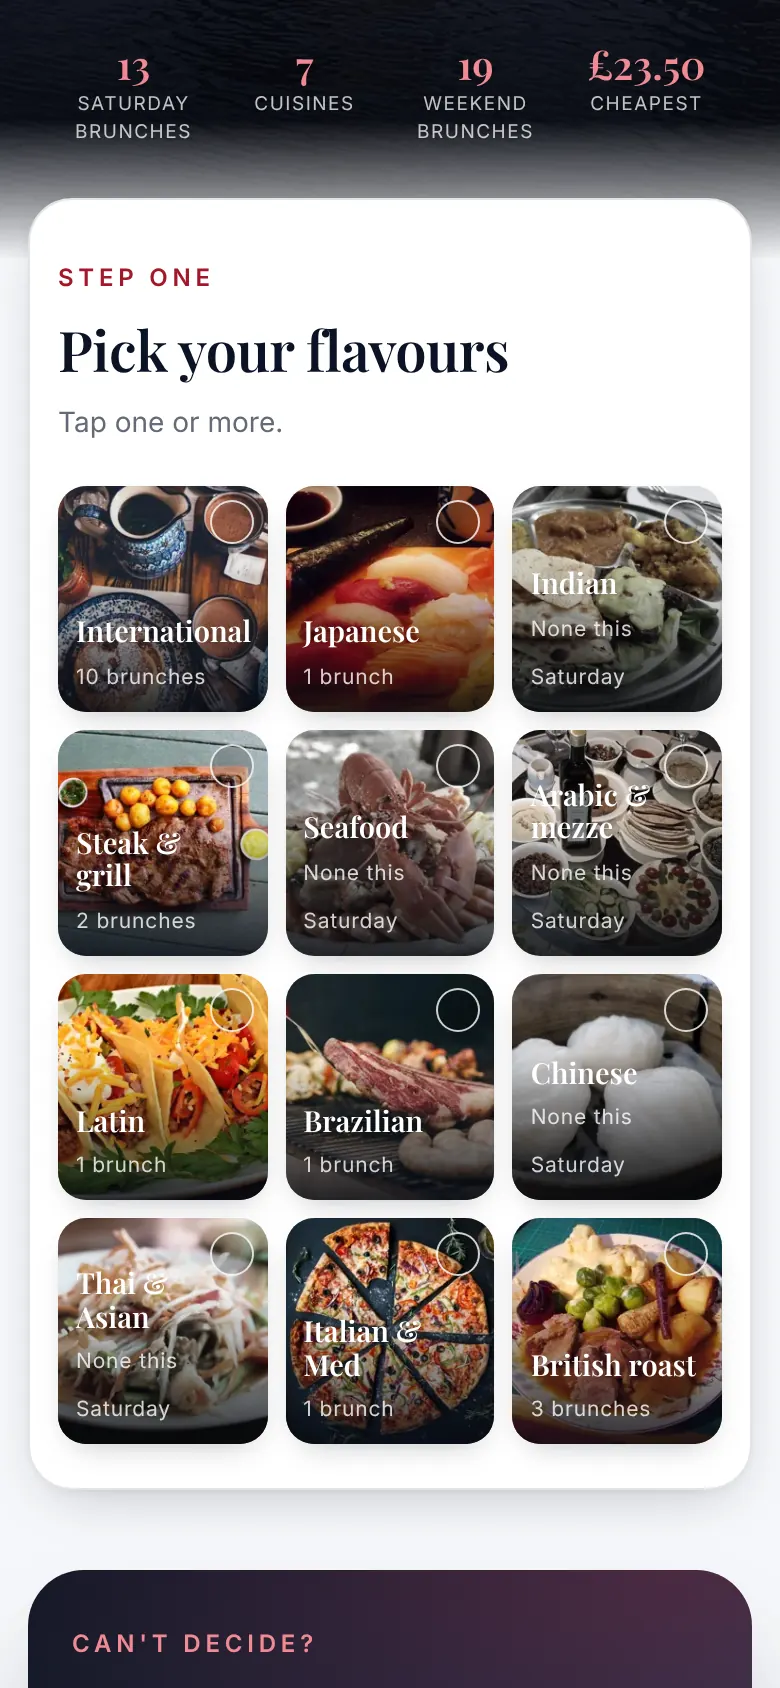 13
SATURDAY
BRUNCHES
7
CUISINES
19
WEEKEND
BRUNCHES
£23.50
CHEAPEST
STEP ONE
Pick your flavours
Tap one or more.
International
10 brunches
Japanese
1 brunch
Indian
None this
Saturday
Steak &
grill
2 brunches
Seafood
None this
Saturday
Arabic &
mezze
None this
Saturday
Latin
1 brunch
Brazilian
1 brunch
Chinese
None this
Saturday
Thai &
Asian
None this
Saturday
Italian &
Med
1 brunch
British roast
3 brunches
CAN'T DECIDE?